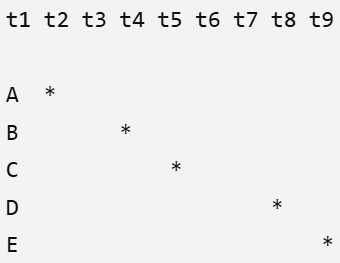 t1 t2 t3 t4 t5 t6 t7 t8 t9
A  *
B        *
C            *
D                    *
E                        *